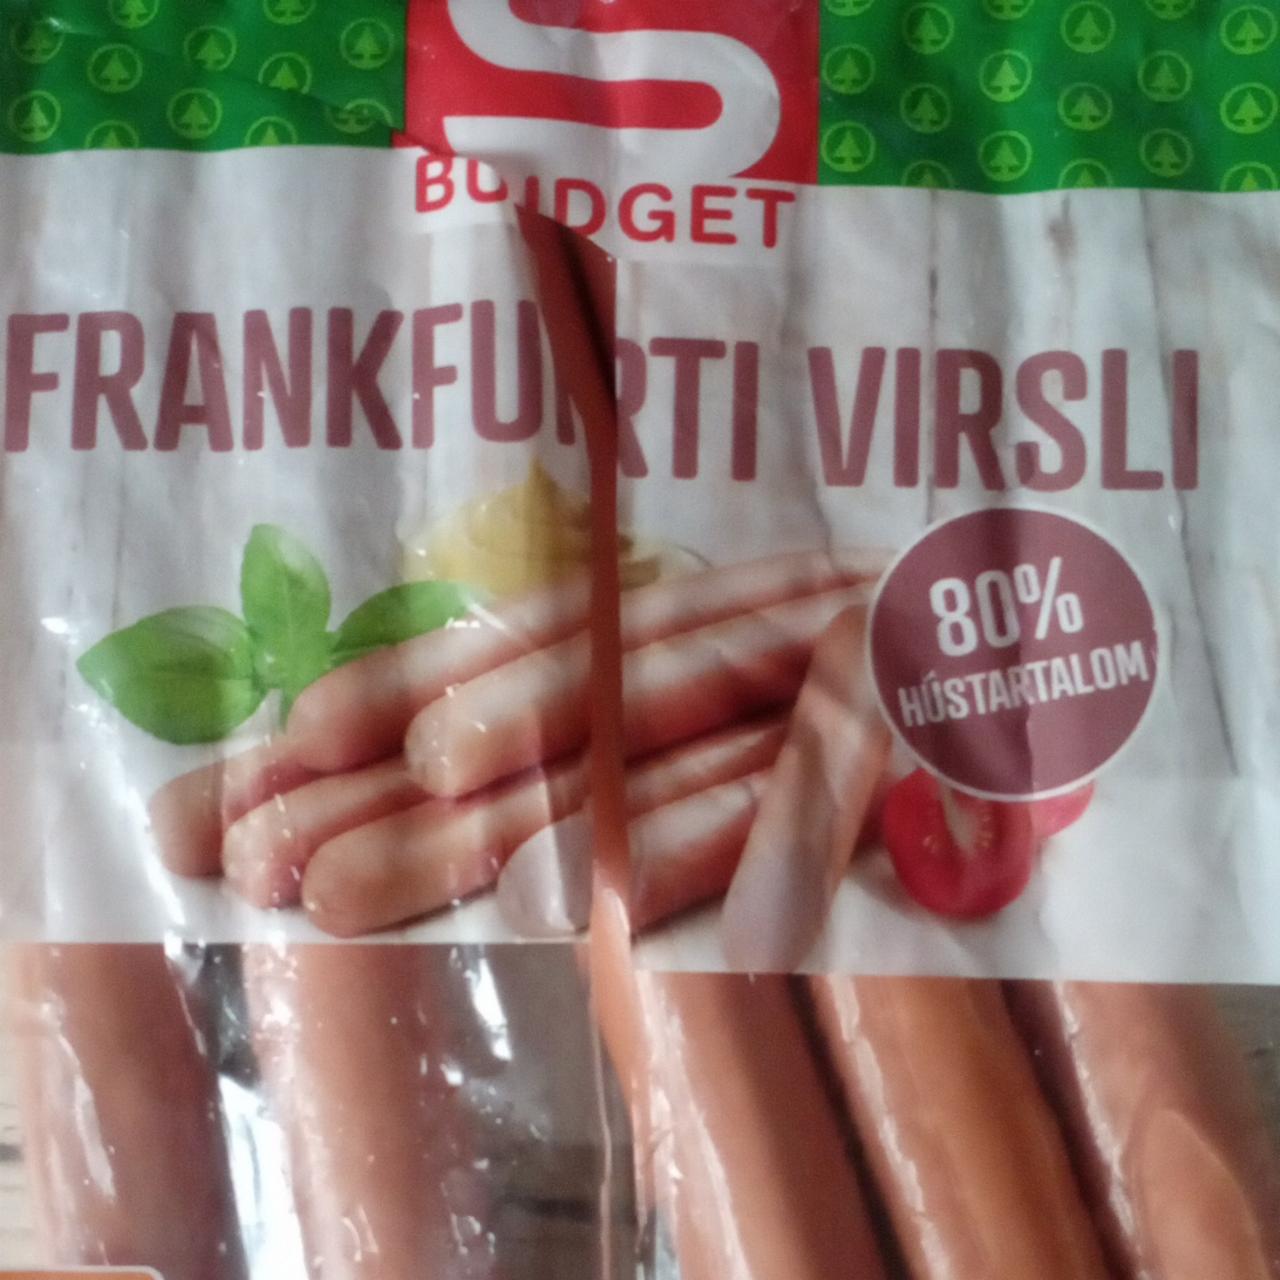 S
BUDGET
FRANKFURTI VIRSLI
80%
HÚSTARTALOM